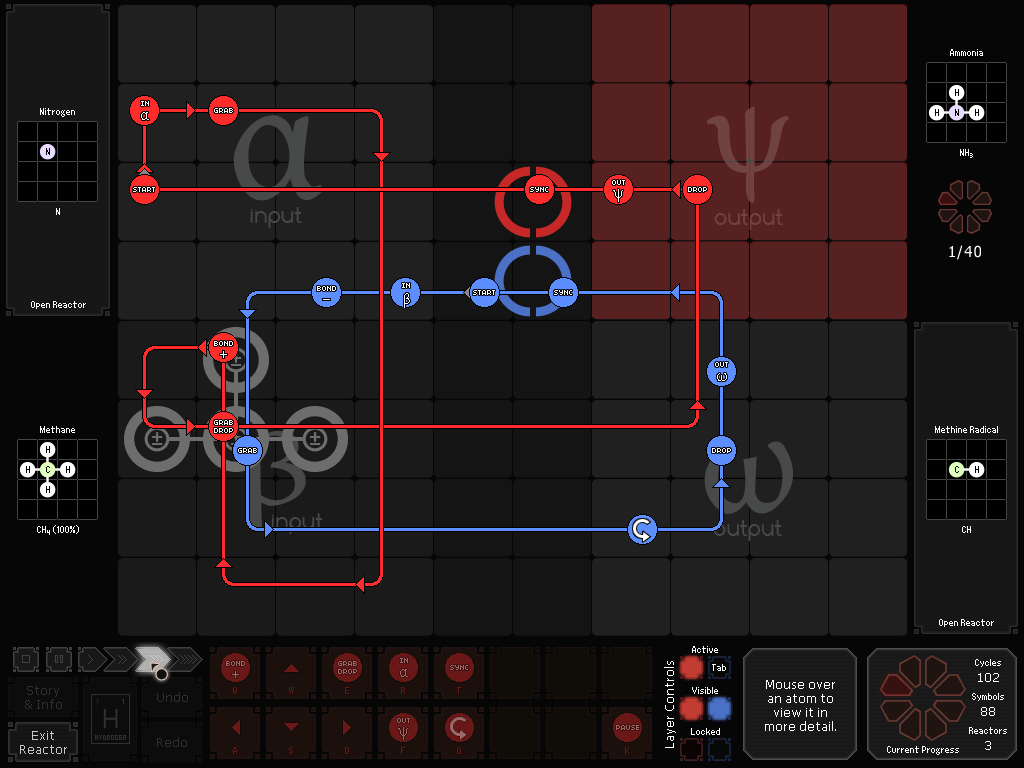 Nitrogen
N
N
Open Reactor
Methane
H
H C H
H
CH₄ (100%)
α
input
ψ
output
β
input
ω
output
IN
α
GRAB
START
SYNC
OUT
ψ
DROP
BOND
−
IN
β
START
SYNC
BOND
+
OUT
ω
GRAB
DROP
GRAB
DROP
±
±
±
Ammonia
H
H N H
NH₃
1/40
Methine Radical
C H
CH
Open Reactor
Story
& Info
Exit
Reactor
1
H
HYDROGEN
Undo
Redo
BOND
+
Q
W
GRAB
DROP
E
IN
α
R
SYNC
T
A
S
D
OUT
ψ
F
G
PAUSE
K
Layer Controls
Active
Tab
Visible
Locked
Mouse over
an atom to
view it in
more detail.
Cycles
102
Symbols
88
Reactors
3
Current Progress